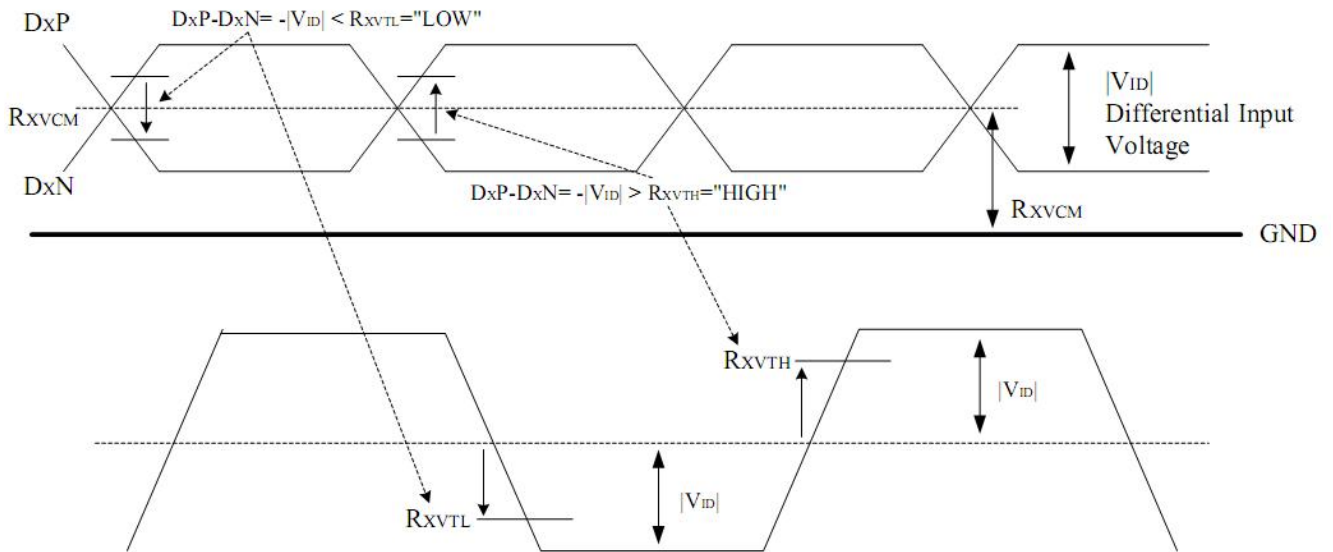 DxP
DxP-DxN= -|VID| < RXVTL="LOW"
RXVCM
|VID|
Differential Input
Voltage
DxN
DxP-DxN= -|VID| > RXVTH="HIGH"
RXVCM
GND
RXVTH
|VID|
RXVTL
|VID|